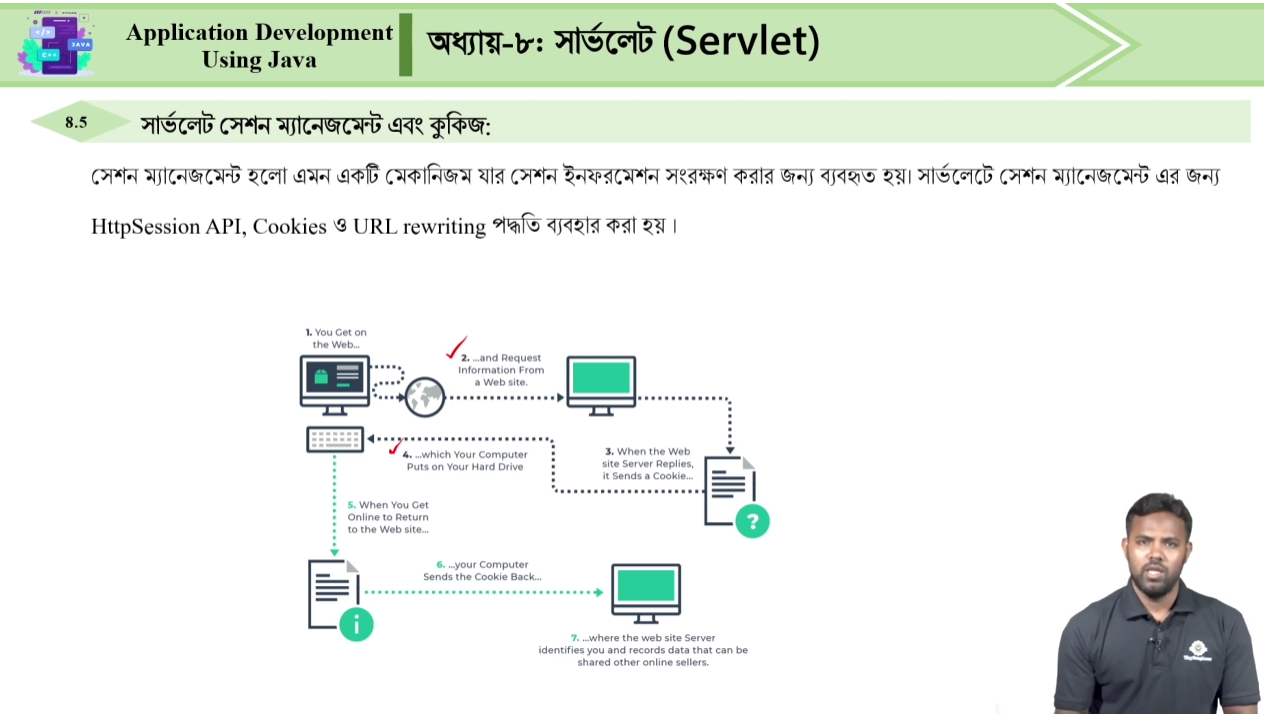 Application Development
Using Java
অধ্যায়-৮: সার্ভলেট (Servlet)
</>
JAVA
C++
8.5
সার্ভলেট সেশন ম্যানেজমেন্ট এবং কুকিজ:
সেশন ম্যানেজমেন্ট হলো এমন একটি মেকানিজম যার সেশন ইনফরমেশন সংরক্ষণ করার জন্য ব্যবহৃত হয়। সার্ভলেটে সেশন ম্যানেজমেন্ট এর জন্য
HttpSession API, Cookies ও URL rewriting পদ্ধতি ব্যবহার করা হয় ।
1. You Get on
the Web...
2. ...and Request
Information From
a Web site.
3. When the Web
site Server Replies,
it Sends a Cookie...
?
4. ...which Your Computer
Puts on Your Hard Drive
5. When You Get
Online to Return
to the Web site...
i
6. ...your Computer
Sends the Cookie Back...
7. ...where the web site Server
identifies you and records data that can be
shared other online sellers.